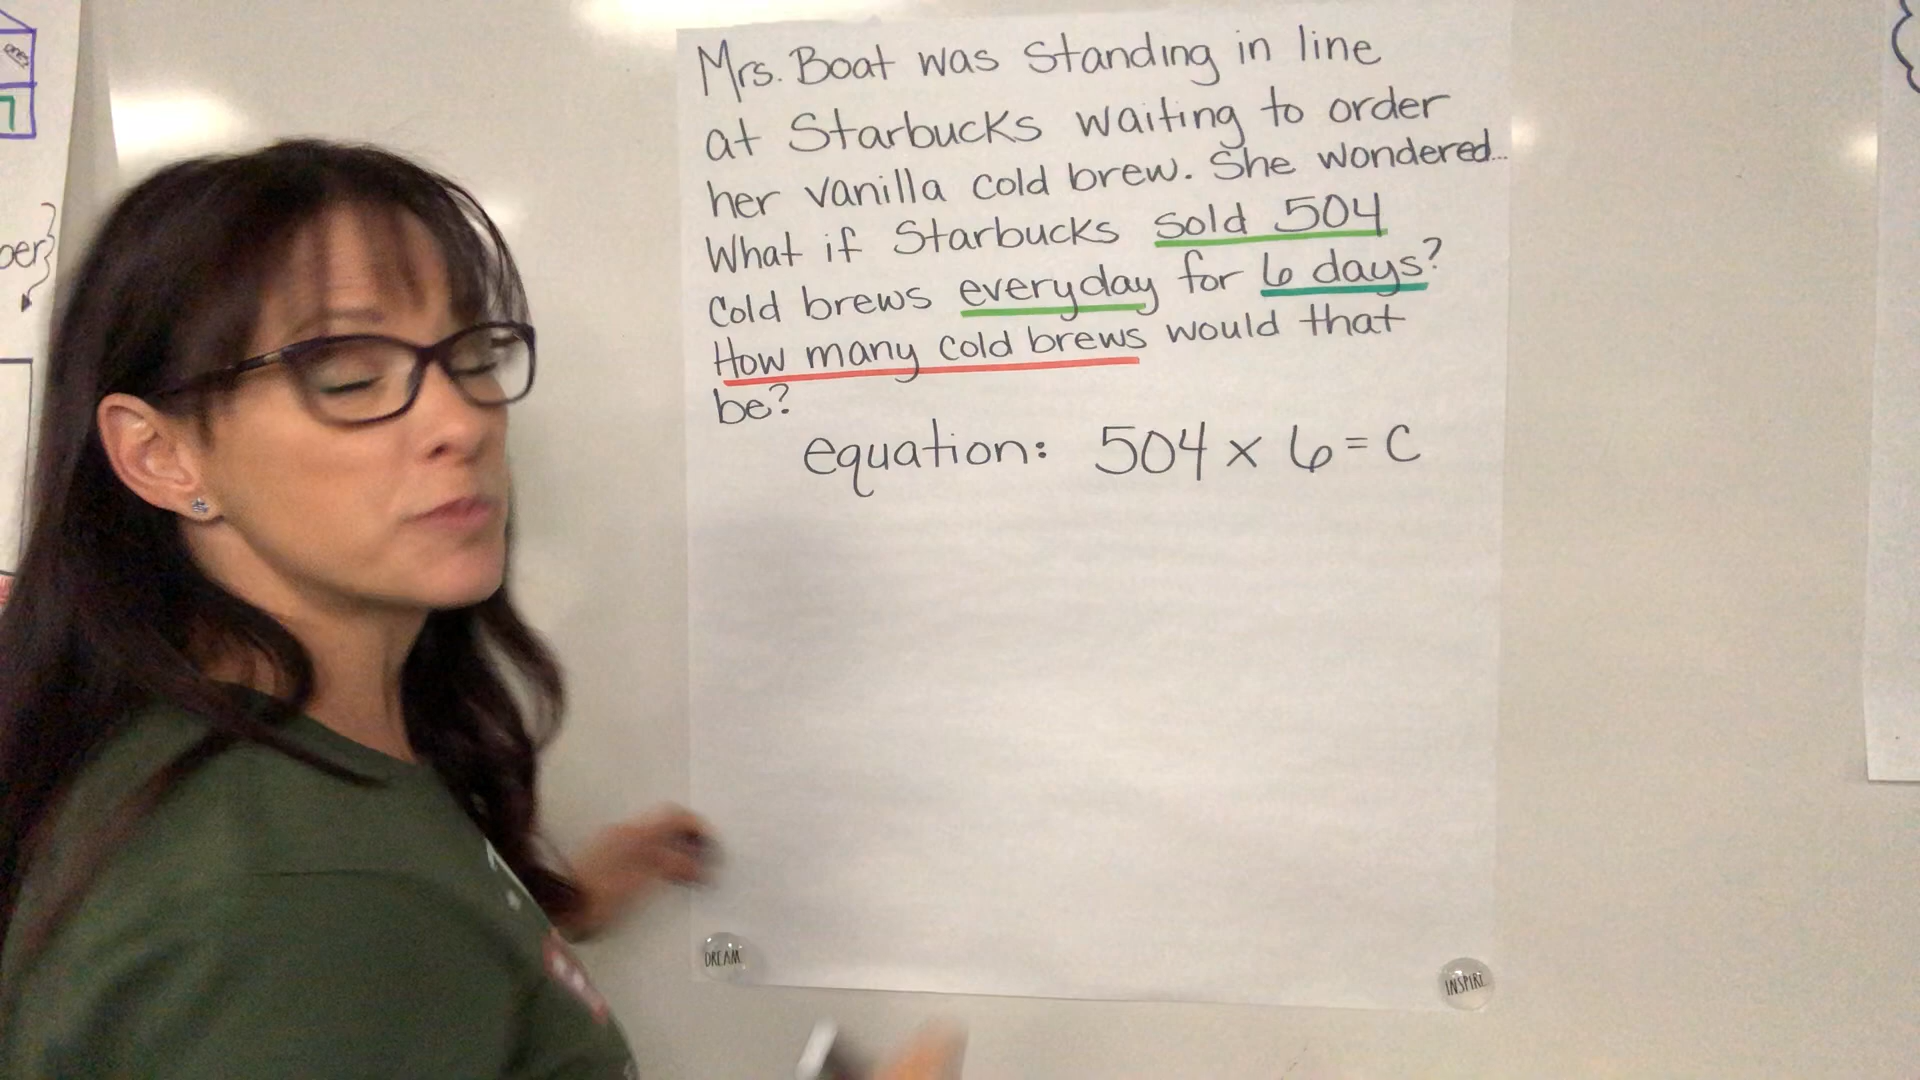 Mrs. Boat was standing in line
at Starbucks waiting to order
her vanilla cold brew. She wondered...
What if Starbucks sold 504
cold brews everyday for 6 days?
How many cold brews would that
be?
equation: 504 x 6 = C
DREAM
INSPIRE
ones
7